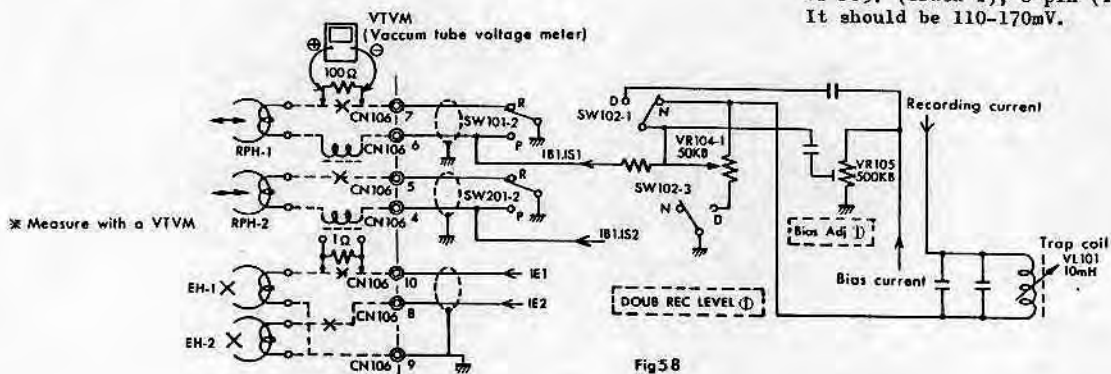 It should be 110-170mV.
VTVM
(Vaccum tube voltage meter)
⊕
⊖
100Ω
CN106 7
RPH-1
CN106 6
SW101-2
R
P
IB1.IS1
CN106 5
RPH-2
CN106 4
SW201-2
R
P
IB1.IS2
※ Measure with a VTVM
1Ω
CN106 10
EH-1
IE1
8
IE2
EH-2
CN106 9
D
N
SW102-1
VR104-1
50KB
SW102-3
N
D
Recording current
VR105
500KB
Bias Adj ①
DOUB REC LEVEL ①
Bias current
Trap coil
VL101
10mH
Fig58